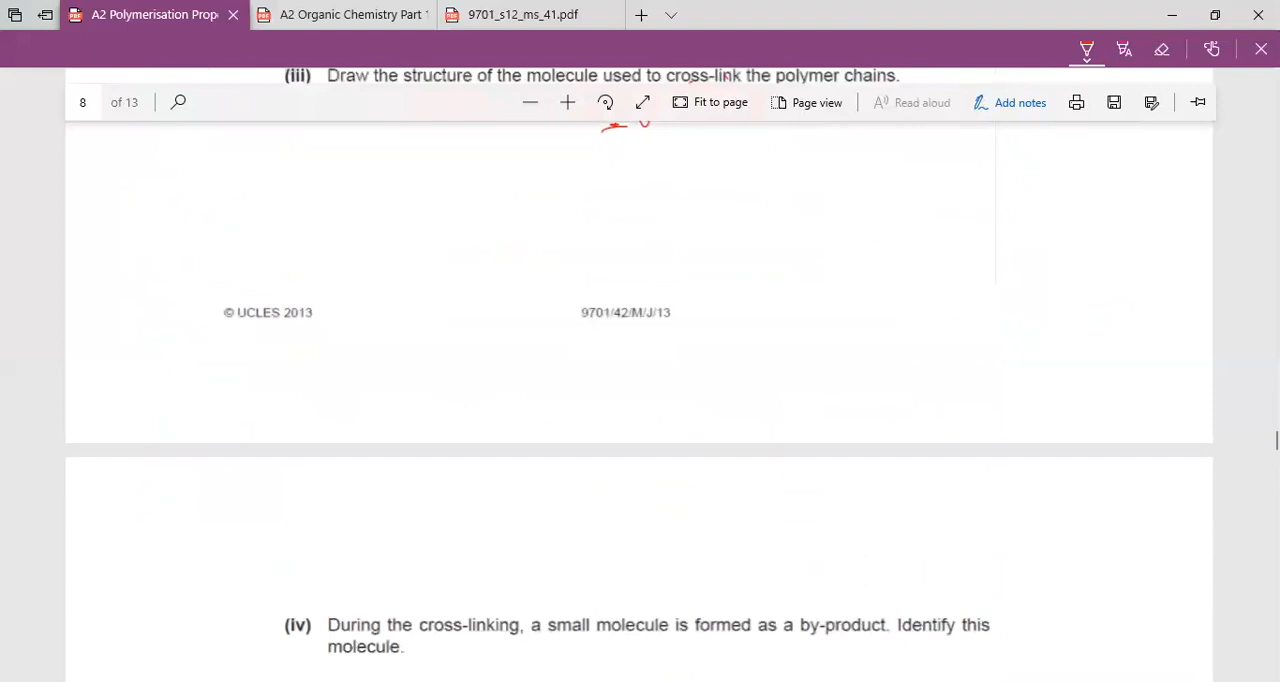 A2 Polymerisation Prop
A2 Organic Chemistry Part 1
9701_s12_ms_41.pdf
(iii) Draw the structure of the molecule used to cross-link the polymer chains.
8 of 13
Fit to page
Page view
Read aloud
Add notes
© UCLES 2013
9701/42/M/J/13
(iv) During the cross-linking, a small molecule is formed as a by-product. Identify this
molecule.